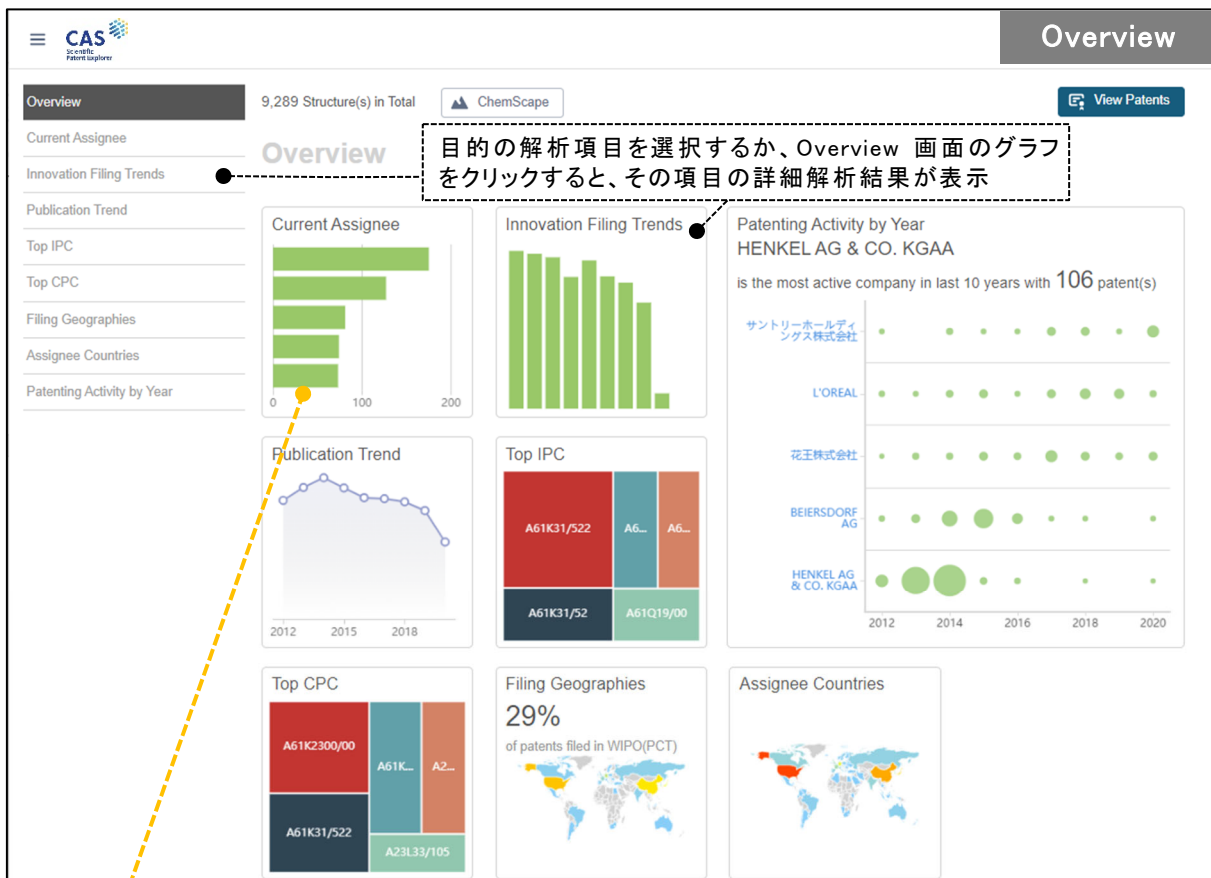 CAS
Scientific
Patent Explorer
Overview
Overview
Current Assignee
Innovation Filing Trends
Publication Trend
Top IPC
Top CPC
Filing Geographies
Assignee Countries
Patenting Activity by Year
9,289 Structure(s) in Total
ChemScape
View Patents
Overview
目的の解析項目を選択するか、Overview 画面のグラフ
をクリックすると、その項目の詳細解析結果が表示
Current Assignee
0 100 200
Innovation Filing Trends
Patenting Activity by Year
HENKEL AG & CO. KGAA
is the most active company in last 10 years with 106 patent(s)
サントリーホールディ
ングス株式会社
L'OREAL
花王株式会社
BEIERSDORF
AG
HENKEL AG
& CO. KGAA
2012 2014 2016 2018 2020
Publication Trend
2012 2015 2018
Top IPC
A61K31/522
A6...
A6...
A61K31/52
A61Q19/00
Top CPC
A61K2300/00
A61K...
A2...
A61K31/522
A23L33/105
Filing Geographies
29%
of patents filed in WIPO(PCT)
Assignee Countries